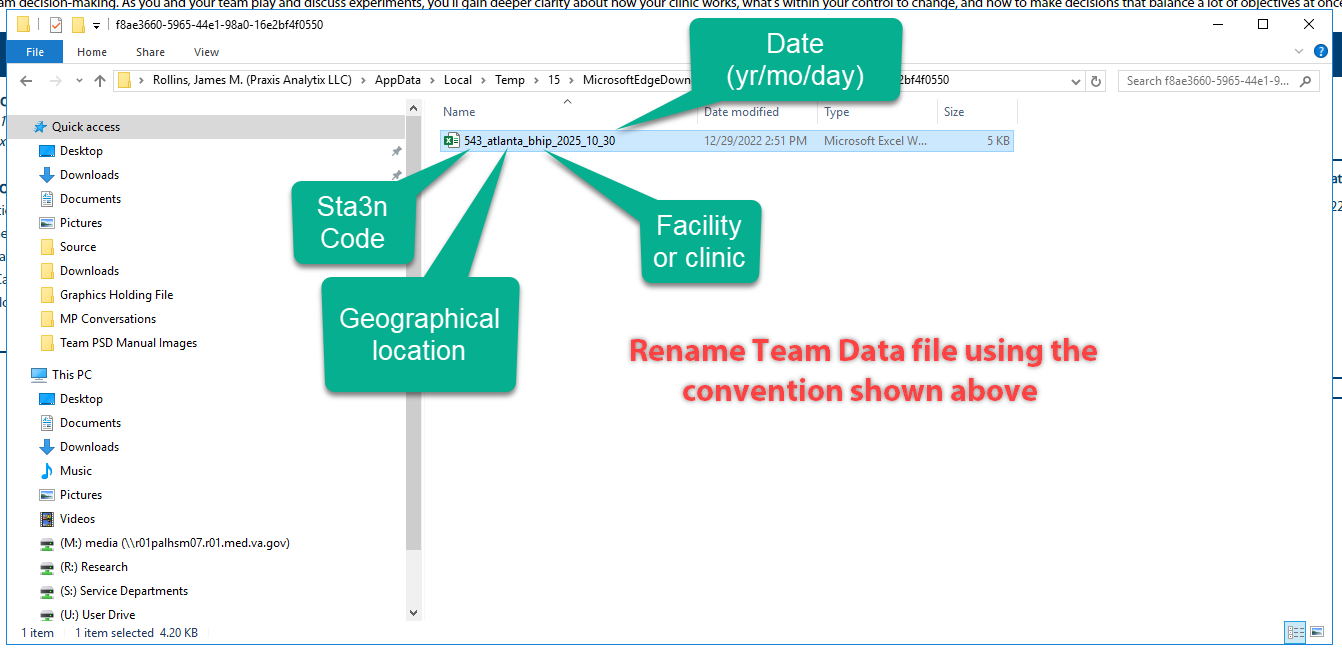 am decision-making. As you and your team play and discuss experiments, you'll gain deeper clarity about how your clinic works, what's within your control to change, and how to make decisions that balance a lot of objectives at once
f8ae3660-5965-44e1-98a0-16e2bf4f0550
File Home Share View
Rollins, James M. (Praxis Analytix LLC) › AppData › Local › Temp › 15 › MicrosoftEdgeDown
e2bf4f0550
Search f8ae3660-5965-44e1-9...
Date
(yr/mo/day)
Name Date modified Type Size
543_atlanta_bhip_2025_10_30 12/29/2022 2:51 PM Microsoft Excel W... 5 KB
Sta3n
Code
Geographical
location
Facility
or clinic
Rename Team Data file using the
convention shown above
Quick access
Desktop
Downloads
Documents
Pictures
Source
Downloads
Graphics Holding File
MP Conversations
Team PSD Manual Images
This PC
Desktop
Documents
Downloads
Music
Pictures
Videos
(M:) media (\\r01palhsm07.r01.med.va.gov)
(R:) Research
(S:) Service Departments
(U:) User Drive
1 item 1 item selected 4.20 KB